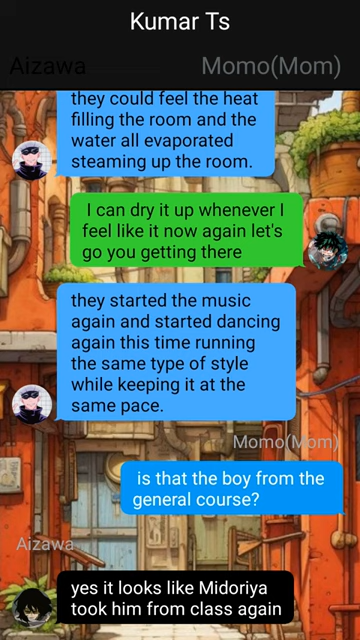 Kumar Ts
Aizawa
Momo(Mom)
they could feel the heat
filling the room and the
water all evaporated
steaming up the room.
I can dry it up whenever I
feel like it now again let's
go you getting there
they started the music
again and started dancing
again this time running
the same type of style
while keeping it at the
same pace.
Momo(Mom)
is that the boy from the
general course?
Aizawa
yes it looks like Midoriya
took him from class again